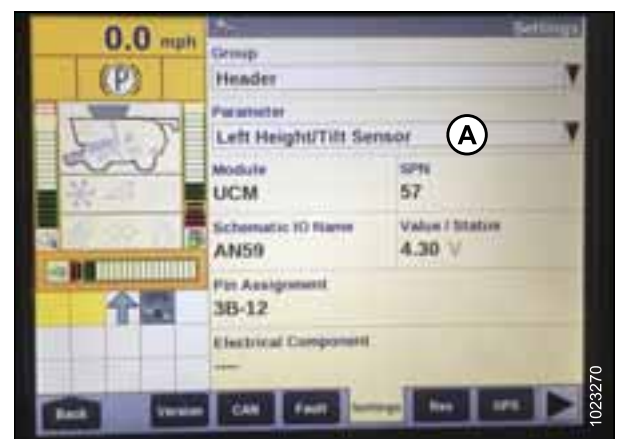 0.0 mph
(P)
Settings
Group
Header
Parameter
Left Height/Tilt Sensor
A
Module
SPN
UCM
57
Schematic IO Name
Value / Status
AN59
4.30 V
Pin Assignment
3B-12
Electrical Component
----
Back
Version
CAN
Fault
Settings
Rev
GPS
1023270